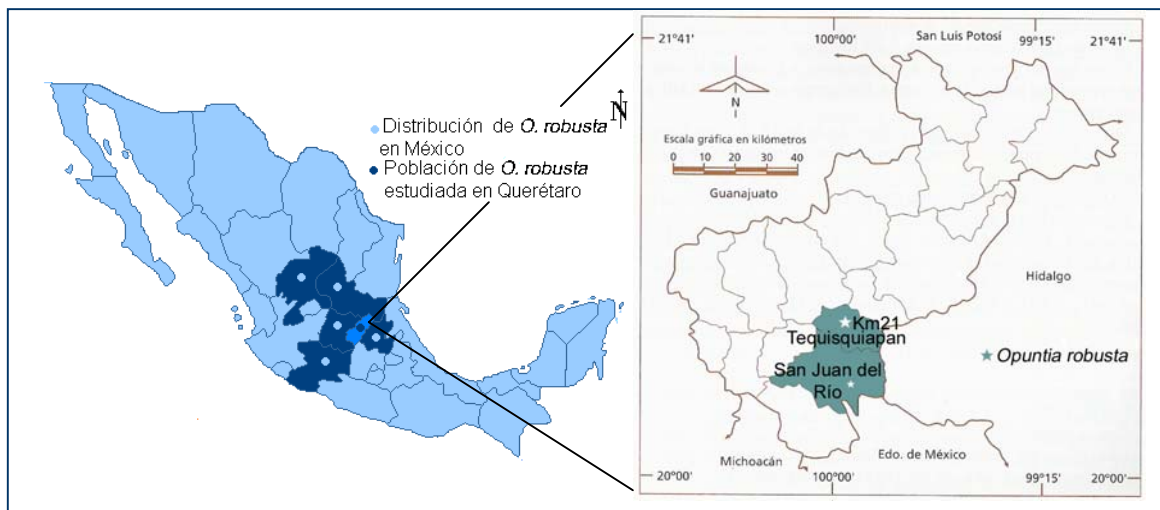 N
Distribución de O. robusta
en México
Población de O. robusta
estudiada en Querétaro
San Luis Potosí
21°41'
100°00'
99°15'
21°41'
N
Escala gráfica en kilómetros
0 10 20 30 40
Guanajuato
Hidalgo
Km21
Tequisquiapan
Opuntia robusta
San Juan del
Río
Michoacán
Edo. de México
20°00'
100°00'
99°15'
20°00'